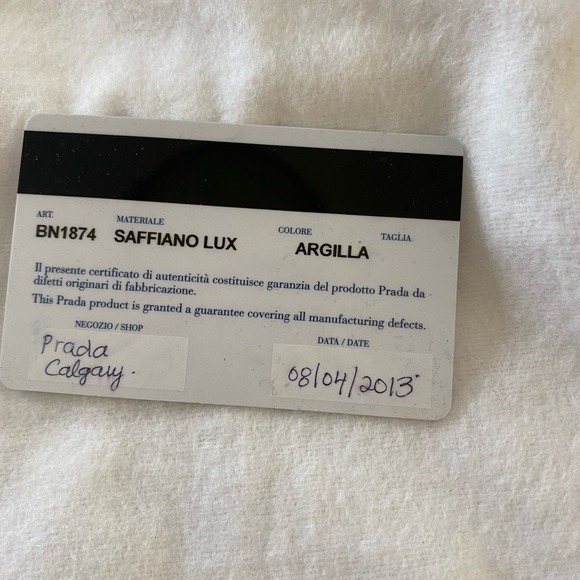 ART. MATERIALE COLORE TAGLIA
BN1874 SAFFIANO LUX ARGILLA
Il presente certificato di autenticità costituisce garanzia del prodotto Prada da
difetti originari di fabbricazione.
This Prada product is granted a guarantee covering all manufacturing defects.
NEGOZIO / SHOP DATA / DATE
Prada
Calgary.
08/04/2013